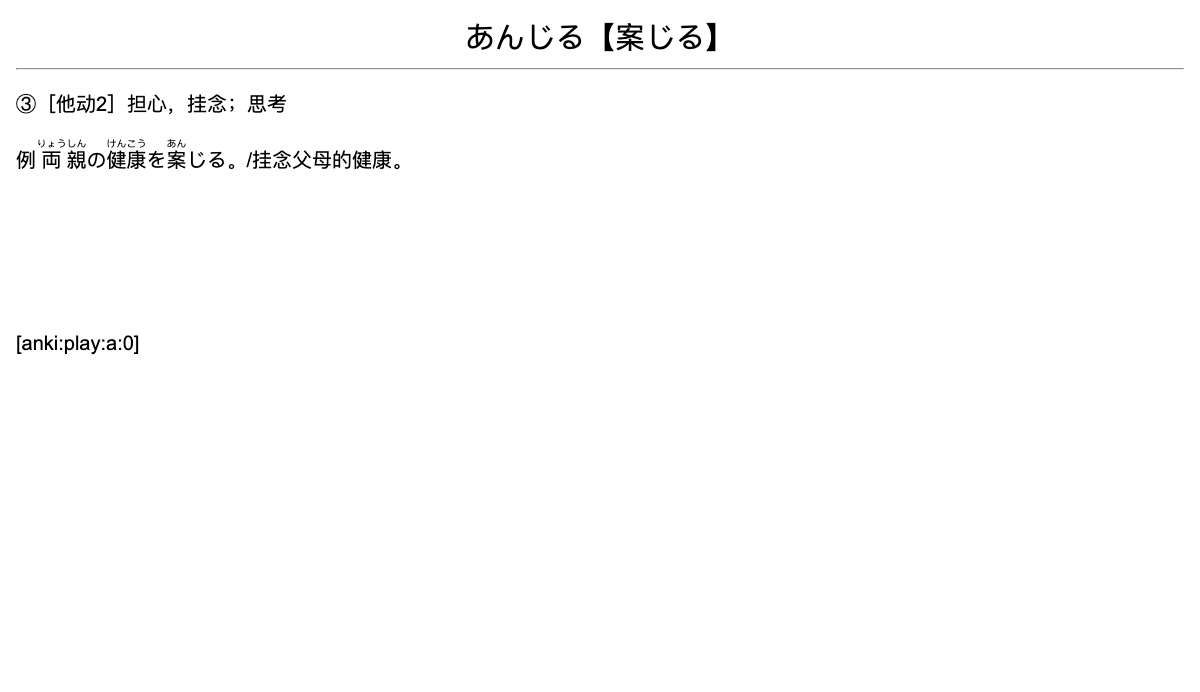 あんじる【案じる】
③［他动2］担心，挂念；思考
例 両親の健康を案じる。/挂念父母的健康。
りょうしん けんこう あん
[anki:play:a:0]